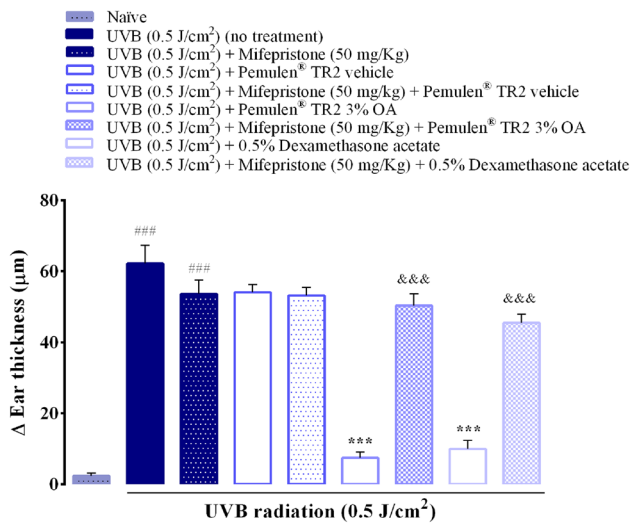 Naïve
UVB (0.5 J/cm²) (no treatment)
UVB (0.5 J/cm²) + Mifepristone (50 mg/Kg)
UVB (0.5 J/cm²) + Pemulen® TR2 vehicle
UVB (0.5 J/cm²) + Mifepristone (50 mg/kg) + Pemulen® TR2 vehicle
UVB (0.5 J/cm²) + Pemulen® TR2 3% OA
UVB (0.5 J/cm²) + Mifepristone (50 mg/Kg) + Pemulen® TR2 3% OA
UVB (0.5 J/cm²) + 0.5% Dexamethasone acetate
UVB (0.5 J/cm²) + Mifepristone (50 mg/Kg) + 0.5% Dexamethasone acetate
Δ Ear thickness (µm)
80
60
40
20
0
###
###
***
&&&
***
&&&
UVB radiation (0.5 J/cm²)